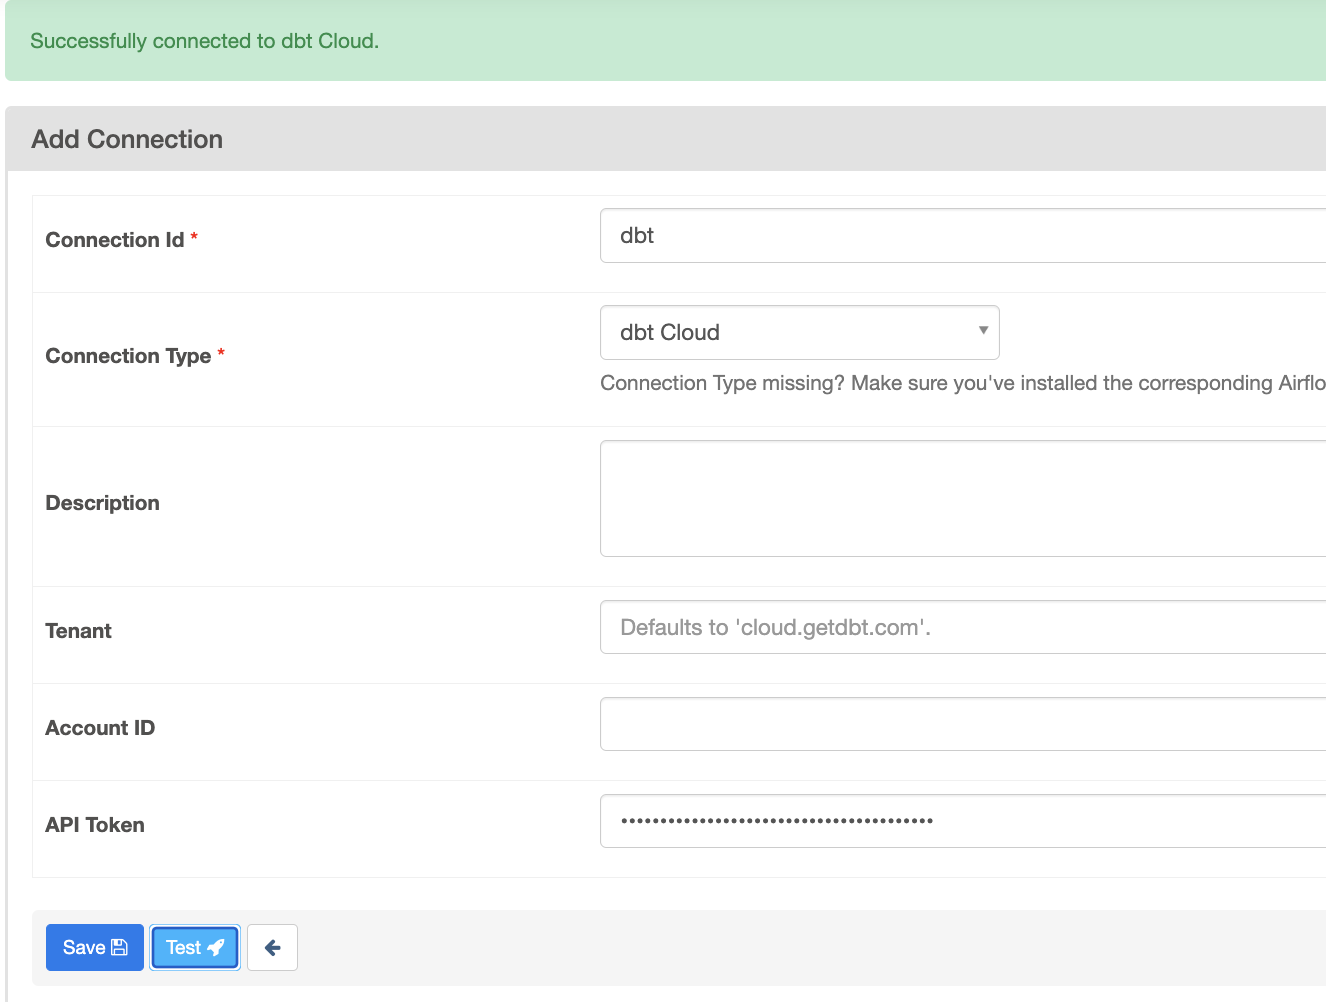 Successfully connected to dbt Cloud.
Add Connection
Connection Id *
dbt
Connection Type *
dbt Cloud
Connection Type missing? Make sure you've installed the corresponding Airflo
Description
Tenant
Defaults to 'cloud.getdbt.com'.
Account ID
API Token
••••••••••••••••••••••••••••••••••••••••
Save
Test